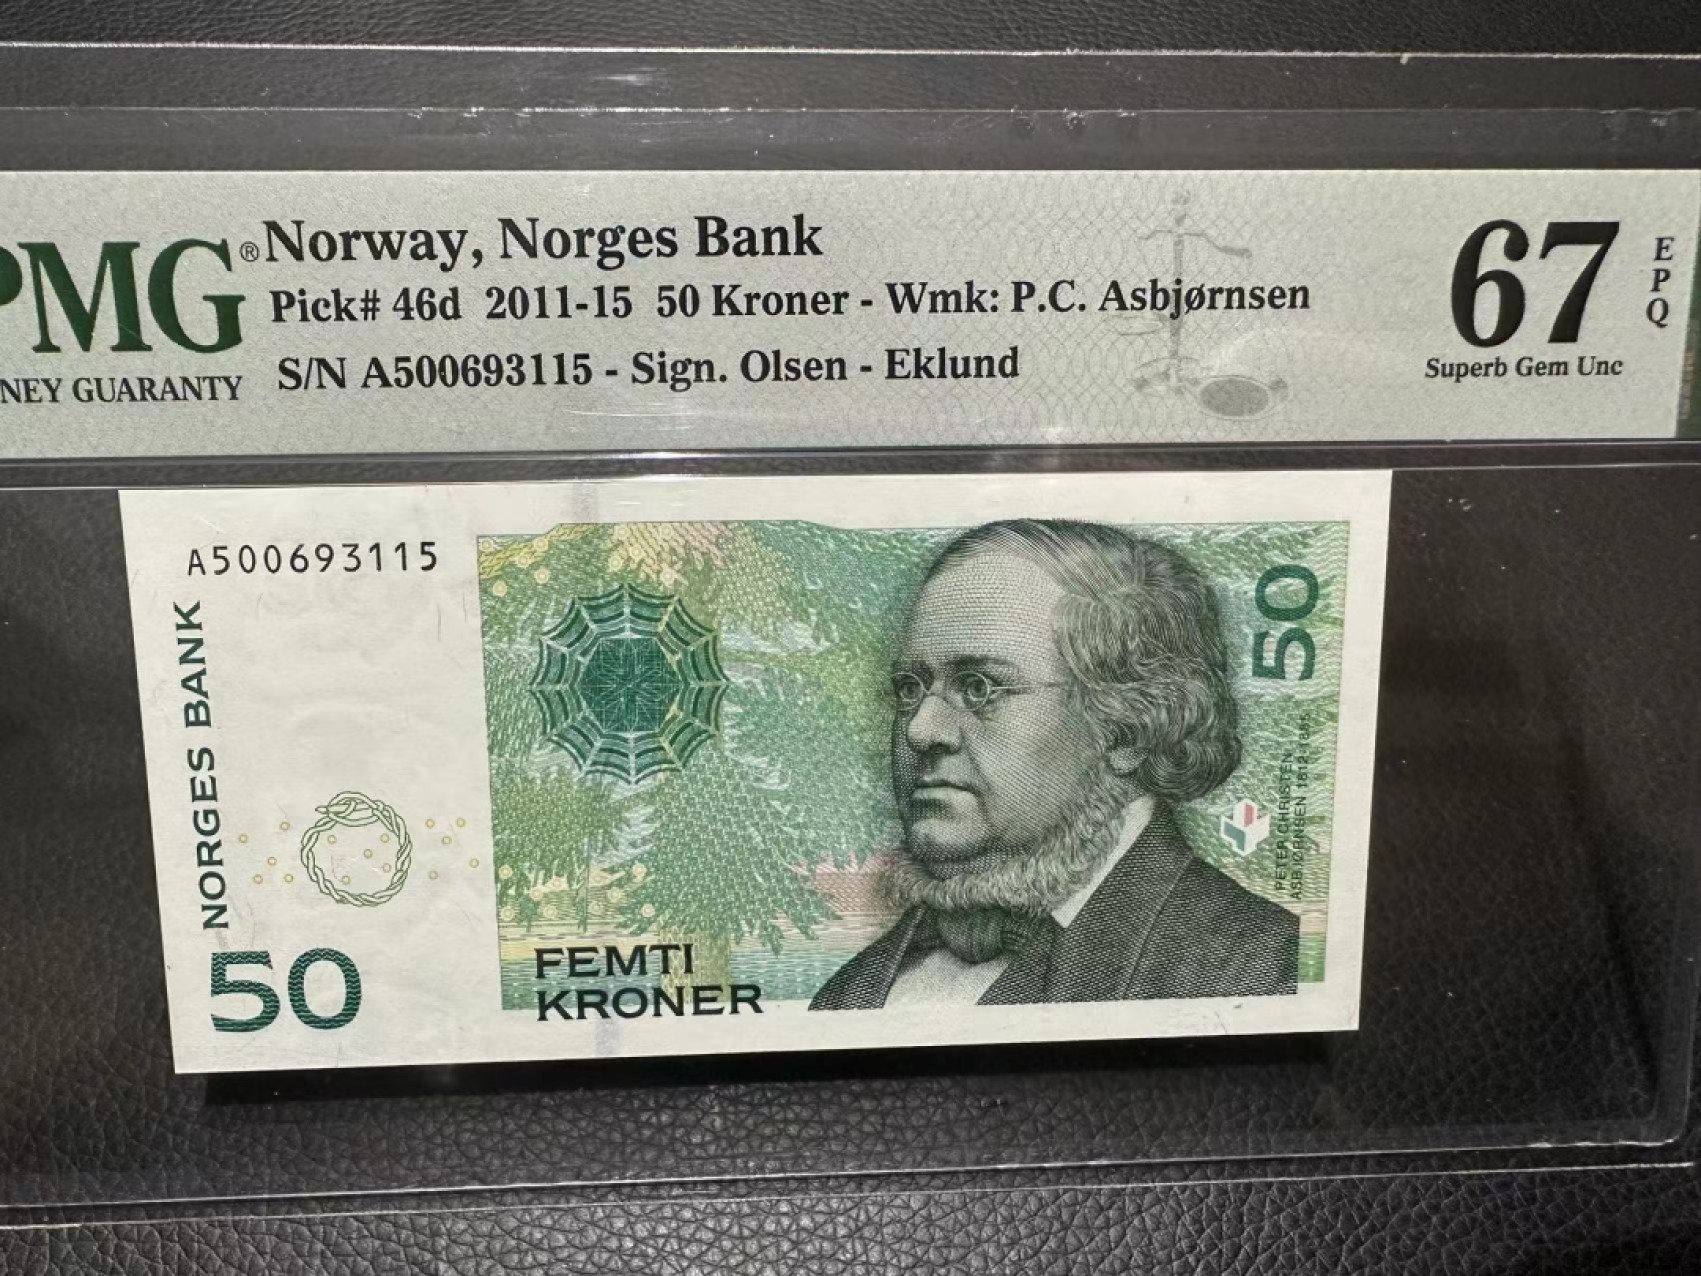 PMG®
NEY GUARANTY
Norway, Norges Bank
Pick# 46d 2011-15 50 Kroner - Wmk: P.C. Asbjørnsen
S/N A500693115 - Sign. Olsen - Eklund
67
EPQ
Superb Gem Unc
A500693115
NORGES BANK
50
FEMTI
KRONER
50
PETER CHRISTEN
ASBJØRNSEN 1812-1885